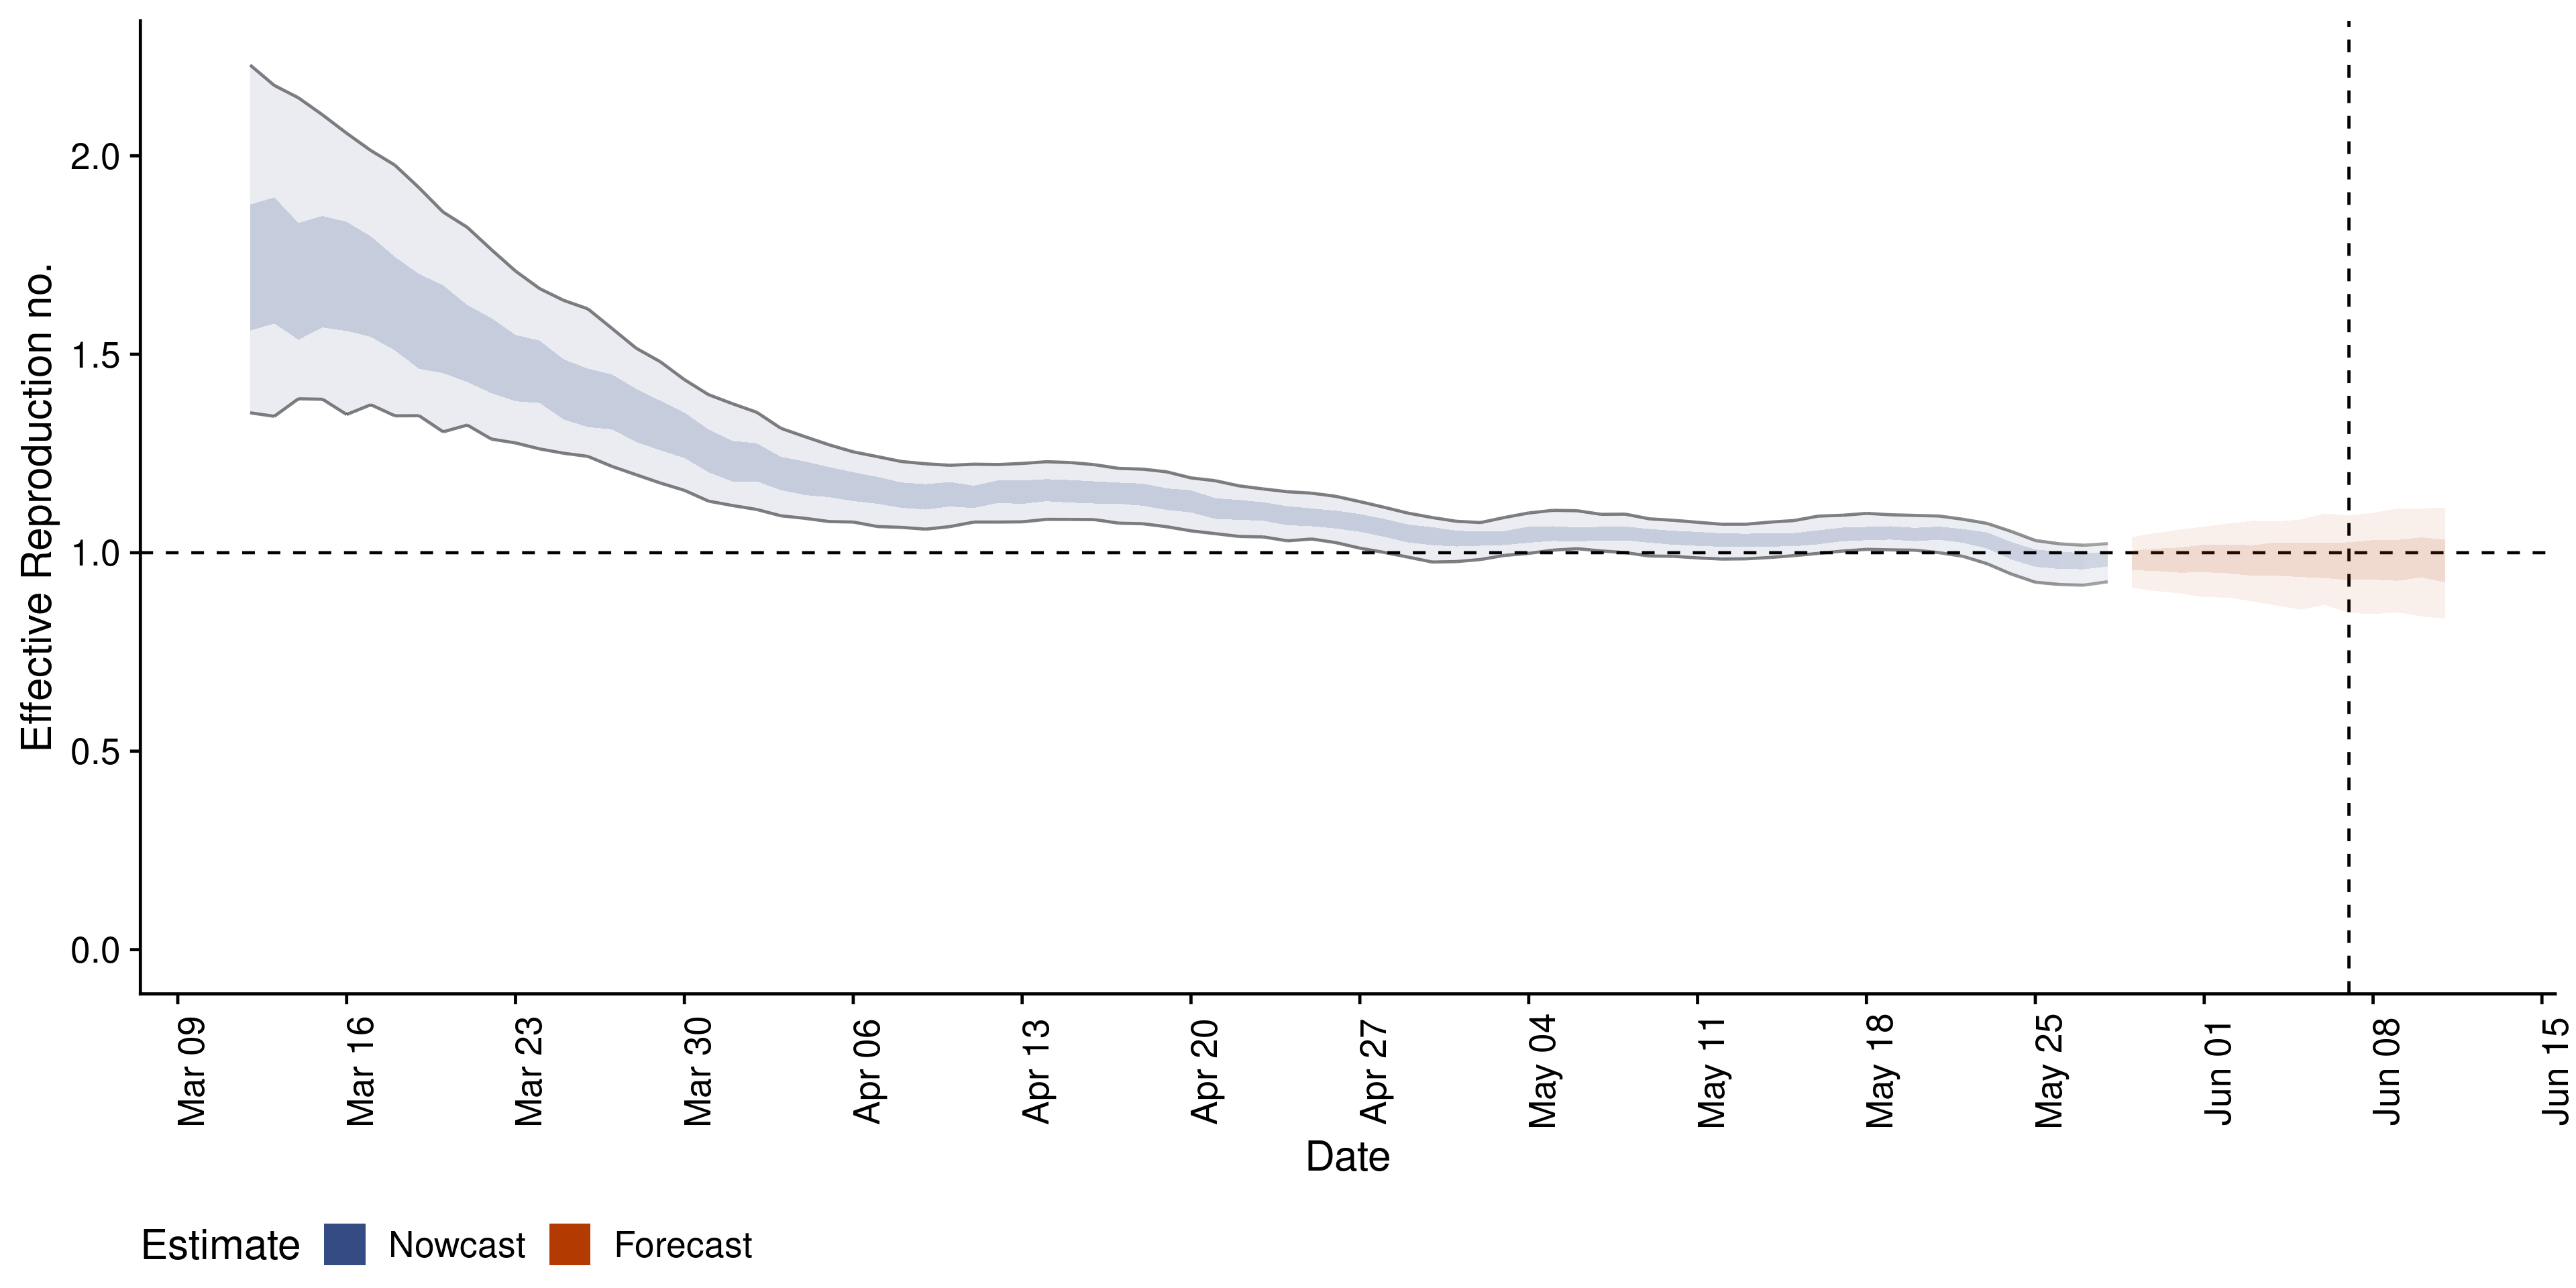 Effective Reproduction no.
2.0
1.5
1.0
0.5
0.0
Mar 09
Mar 16
Mar 23
Mar 30
Apr 06
Apr 13
Apr 20
Apr 27
May 04
May 11
May 18
May 25
Jun 01
Jun 08
Jun 15
Date
Estimate Nowcast Forecast